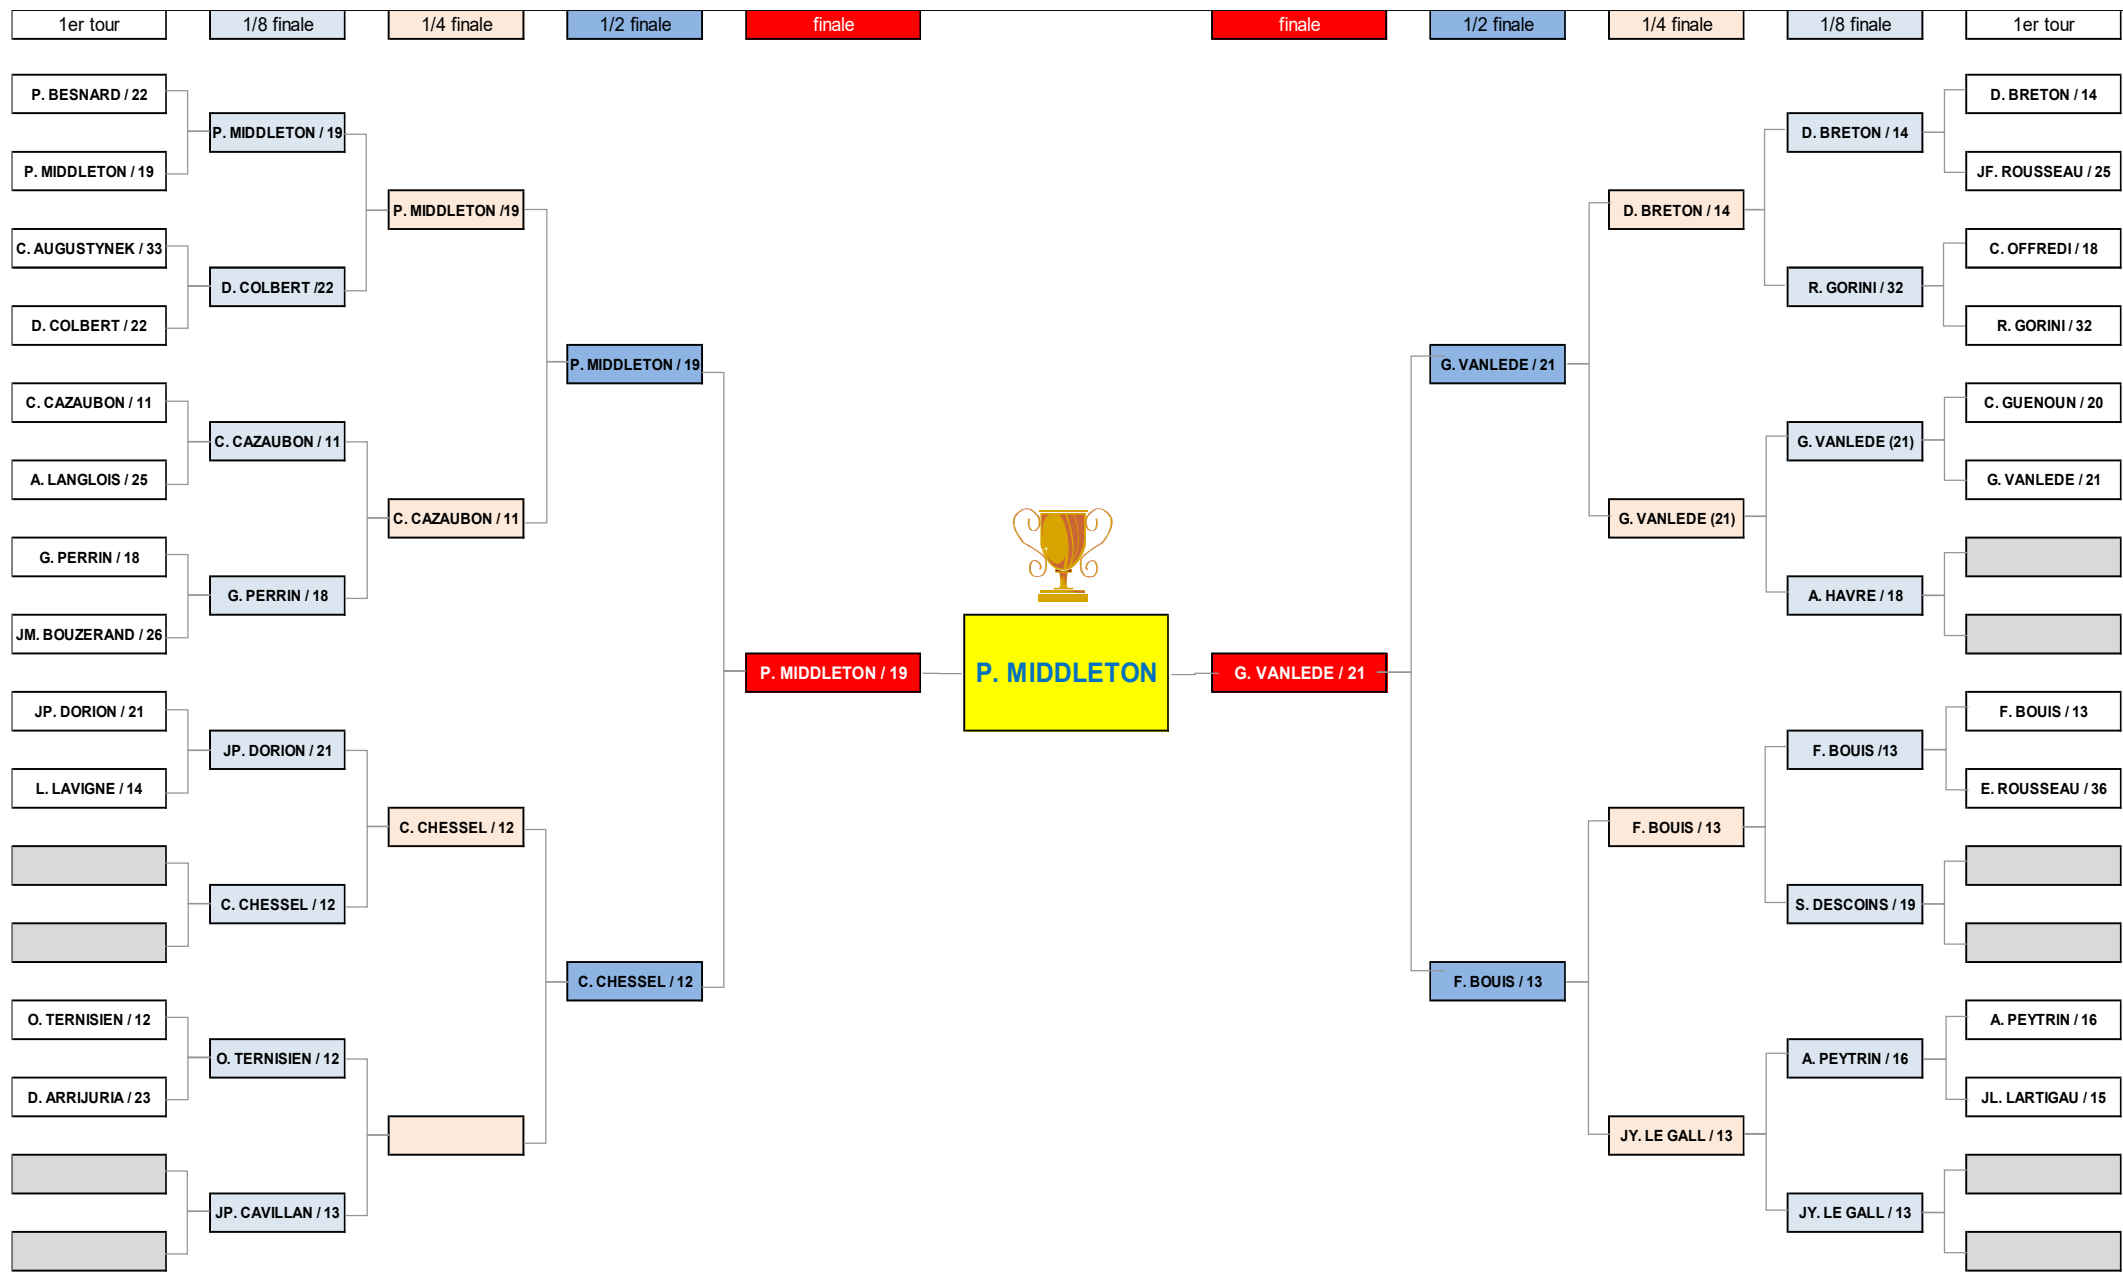 1er tour
1/8 finale
1/4 finale
1/2 finale
finale
finale
1/2 finale
1/4 finale
1/8 finale
1er tour
P. BESNARD / 22
P. MIDDLETON / 19
C. AUGUSTYNEK / 33
D. COLBERT / 22
C. CAZAUBON / 11
A. LANGLOIS / 25
G. PERRIN / 18
JM. BOUZERAND / 26
JP. DORION / 21
L. LAVIGNE / 14
O. TERNISIEN / 12
D. ARRIJURIA / 23
P. MIDDLETON / 19
D. COLBERT /22
C. CAZAUBON / 11
G. PERRIN / 18
JP. DORION / 21
C. CHESSEL / 12
O. TERNISIEN / 12
JP. CAVILLAN / 13
P. MIDDLETON /19
C. CAZAUBON / 11
C. CHESSEL / 12
P. MIDDLETON / 19
C. CHESSEL / 12
P. MIDDLETON / 19
P. MIDDLETON
G. VANLEDE / 21
G. VANLEDE / 21
F. BOUIS / 13
D. BRETON / 14
G. VANLEDE (21)
F. BOUIS / 13
JY. LE GALL / 13
D. BRETON / 14
R. GORINI / 32
G. VANLEDE (21)
A. HAVRE / 18
F. BOUIS /13
S. DESCOINS / 19
A. PEYTRIN / 16
JY. LE GALL / 13
D. BRETON / 14
JF. ROUSSEAU / 25
C. OFFREDI / 18
R. GORINI / 32
C. GUENOUN / 20
G. VANLEDE / 21
F. BOUIS / 13
E. ROUSSEAU / 36
A. PEYTRIN / 16
JL. LARTIGAU / 15